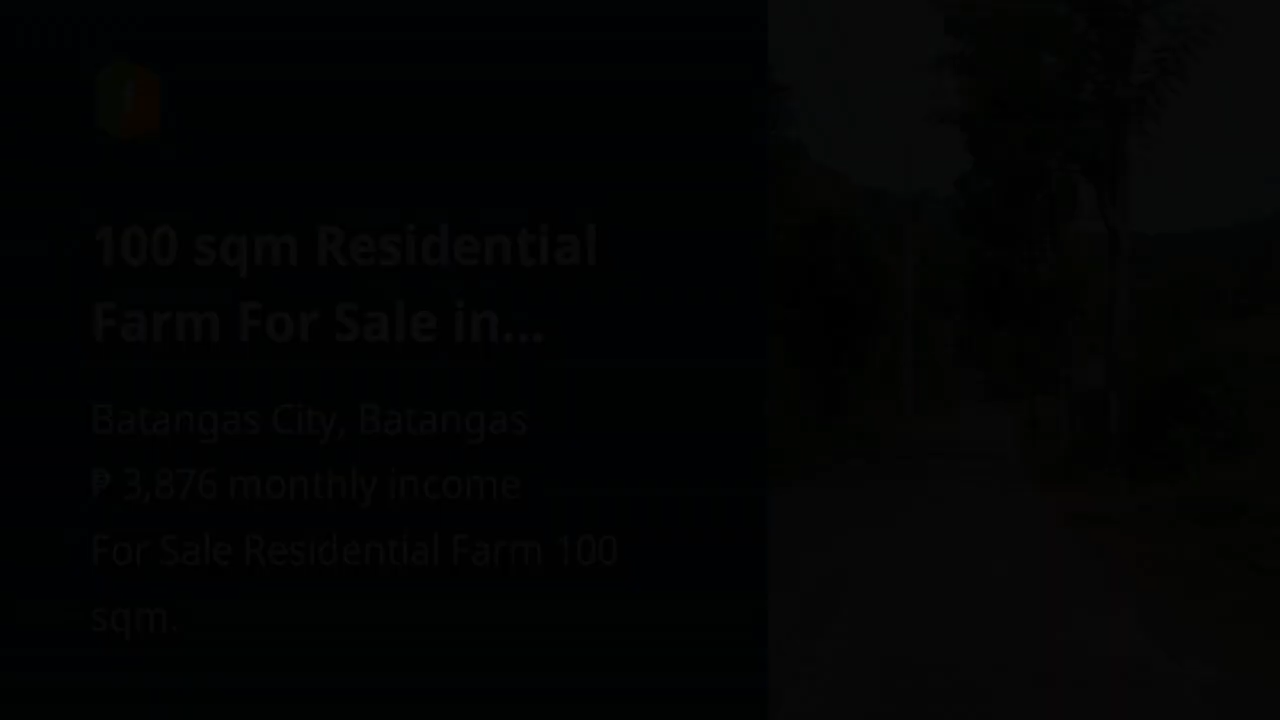 100 sqm Residential
Farm For Sale in...
Batangas City, Batangas
₱ 3,876 monthly income
For Sale Residential Farm 100
sqm.